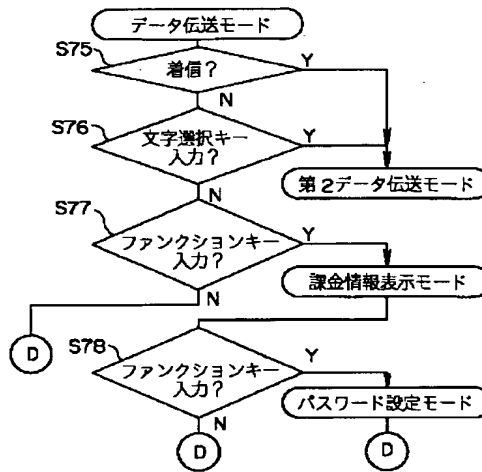 データ伝送モード
S75
着信？
Y
N
S76
文字選択キー
入力？
Y
第2データ伝送モード
N
S77
ファンクションキー
入力？
Y
課金情報表示モード
N
D
S78
ファンクションキー
入力？
Y
パスワード設定モード
N
D
D